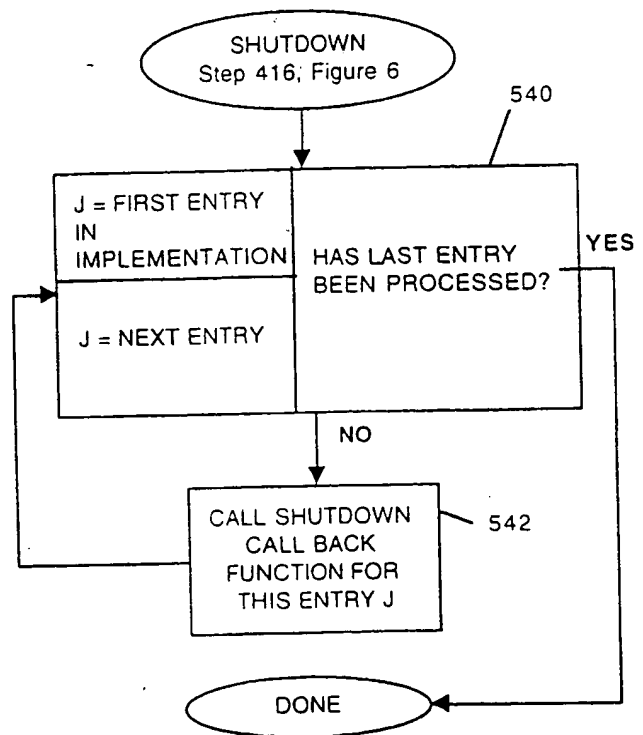 SHUTDOWN
Step 416, Figure 6
540
J = FIRST ENTRY
IN
IMPLEMENTATION
HAS LAST ENTRY
BEEN PROCESSED?
YES
J = NEXT ENTRY
NO
CALL SHUTDOWN
CALL BACK
FUNCTION FOR
THIS ENTRY J
542
DONE